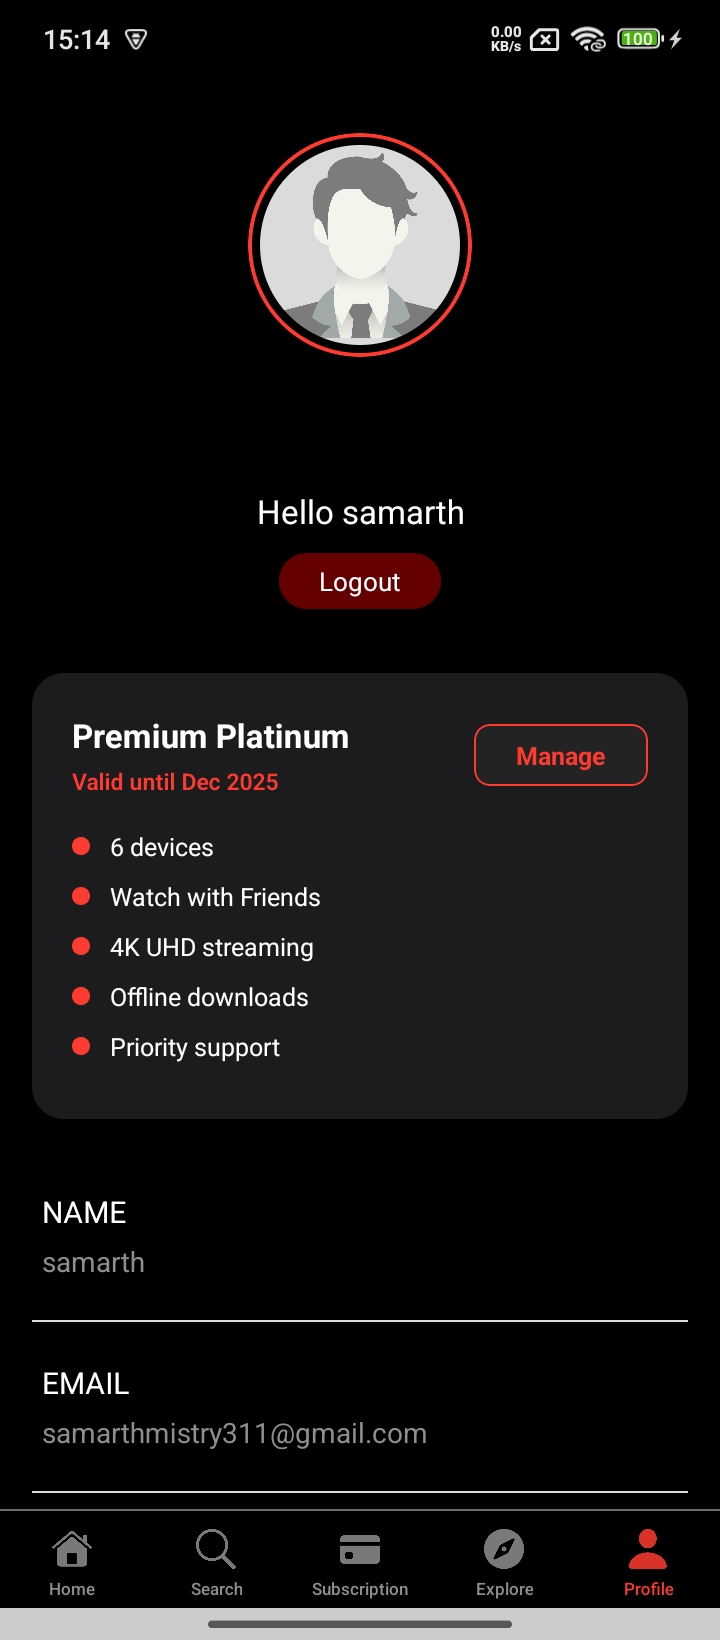 15:14
0.00
KB/s
100
Hello samarth
Logout
Premium Platinum
Manage
Valid until Dec 2025
6 devices
Watch with Friends
4K UHD streaming
Offline downloads
Priority support
NAME
samarth
EMAIL
samarthmistry311@gmail.com
Home
Search
Subscription
Explore
Profile